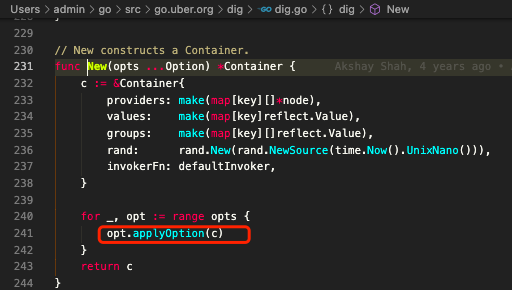 Users > admin > go > src > go.uber.org > dig > dig.go > {} dig > New
229
230 // New constructs a Container.
231 func New(opts ...Option) *Container { Akshay Shah, 4 years ago •
232 c := &Container{
233 providers: make(map[key][]*node),
234 values: make(map[key]reflect.Value),
235 groups: make(map[key][]reflect.Value),
236 rand: rand.New(rand.NewSource(time.Now().UnixNano())),
237 invokerFn: defaultInvoker,
238 }
239
240 for _, opt := range opts {
241 opt.applyOption(c)
242 }
243 return c
244 }